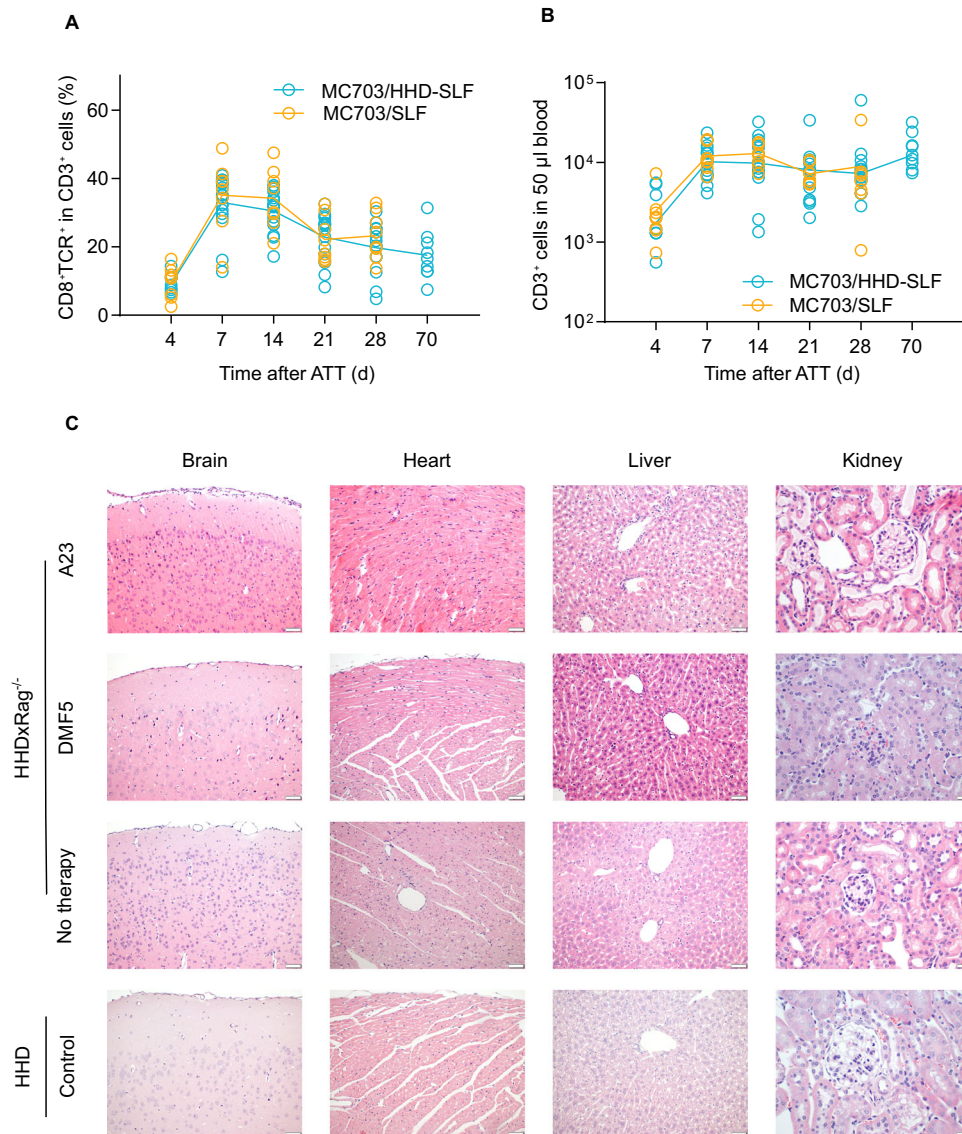 A
CD8⁺TCR⁺ in CD3⁺ cells (%)
60
40
20
0
4 7 14 21 28 70
Time after ATT (d)
MC703/HHD-SLF
MC703/SLF
B
CD3⁺ cells in 50 µl blood
10⁵
10⁴
10³
10²
4 7 14 21 28 70
Time after ATT (d)
MC703/HHD-SLF
MC703/SLF
C
Brain Heart Liver Kidney
HHDxRag⁻/⁻
A23
DMF5
No therapy
HHD
Control